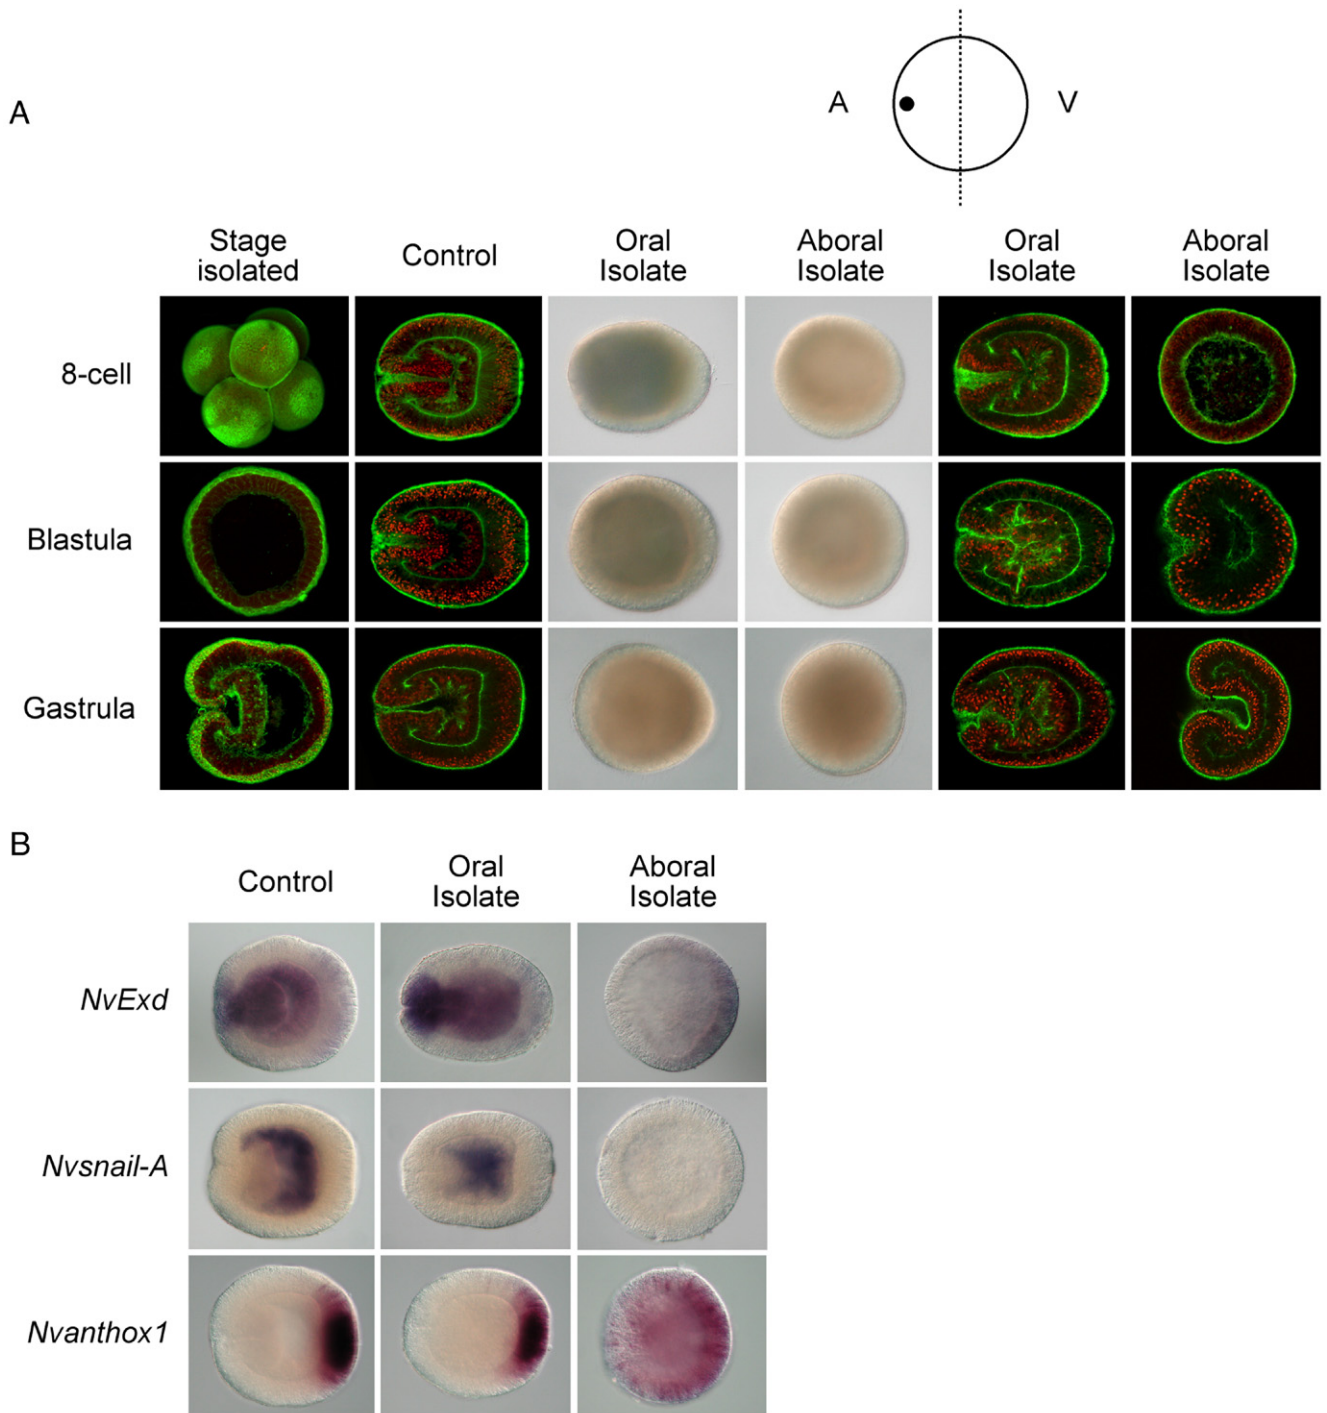 A
A V
Stage
isolated
Control
Oral
Isolate
Aboral
Isolate
Oral
Isolate
Aboral
Isolate
8-cell
Blastula
Gastrula
B
Control
Oral
Isolate
Aboral
Isolate
NvExd
Nvsnail-A
Nvanthox1